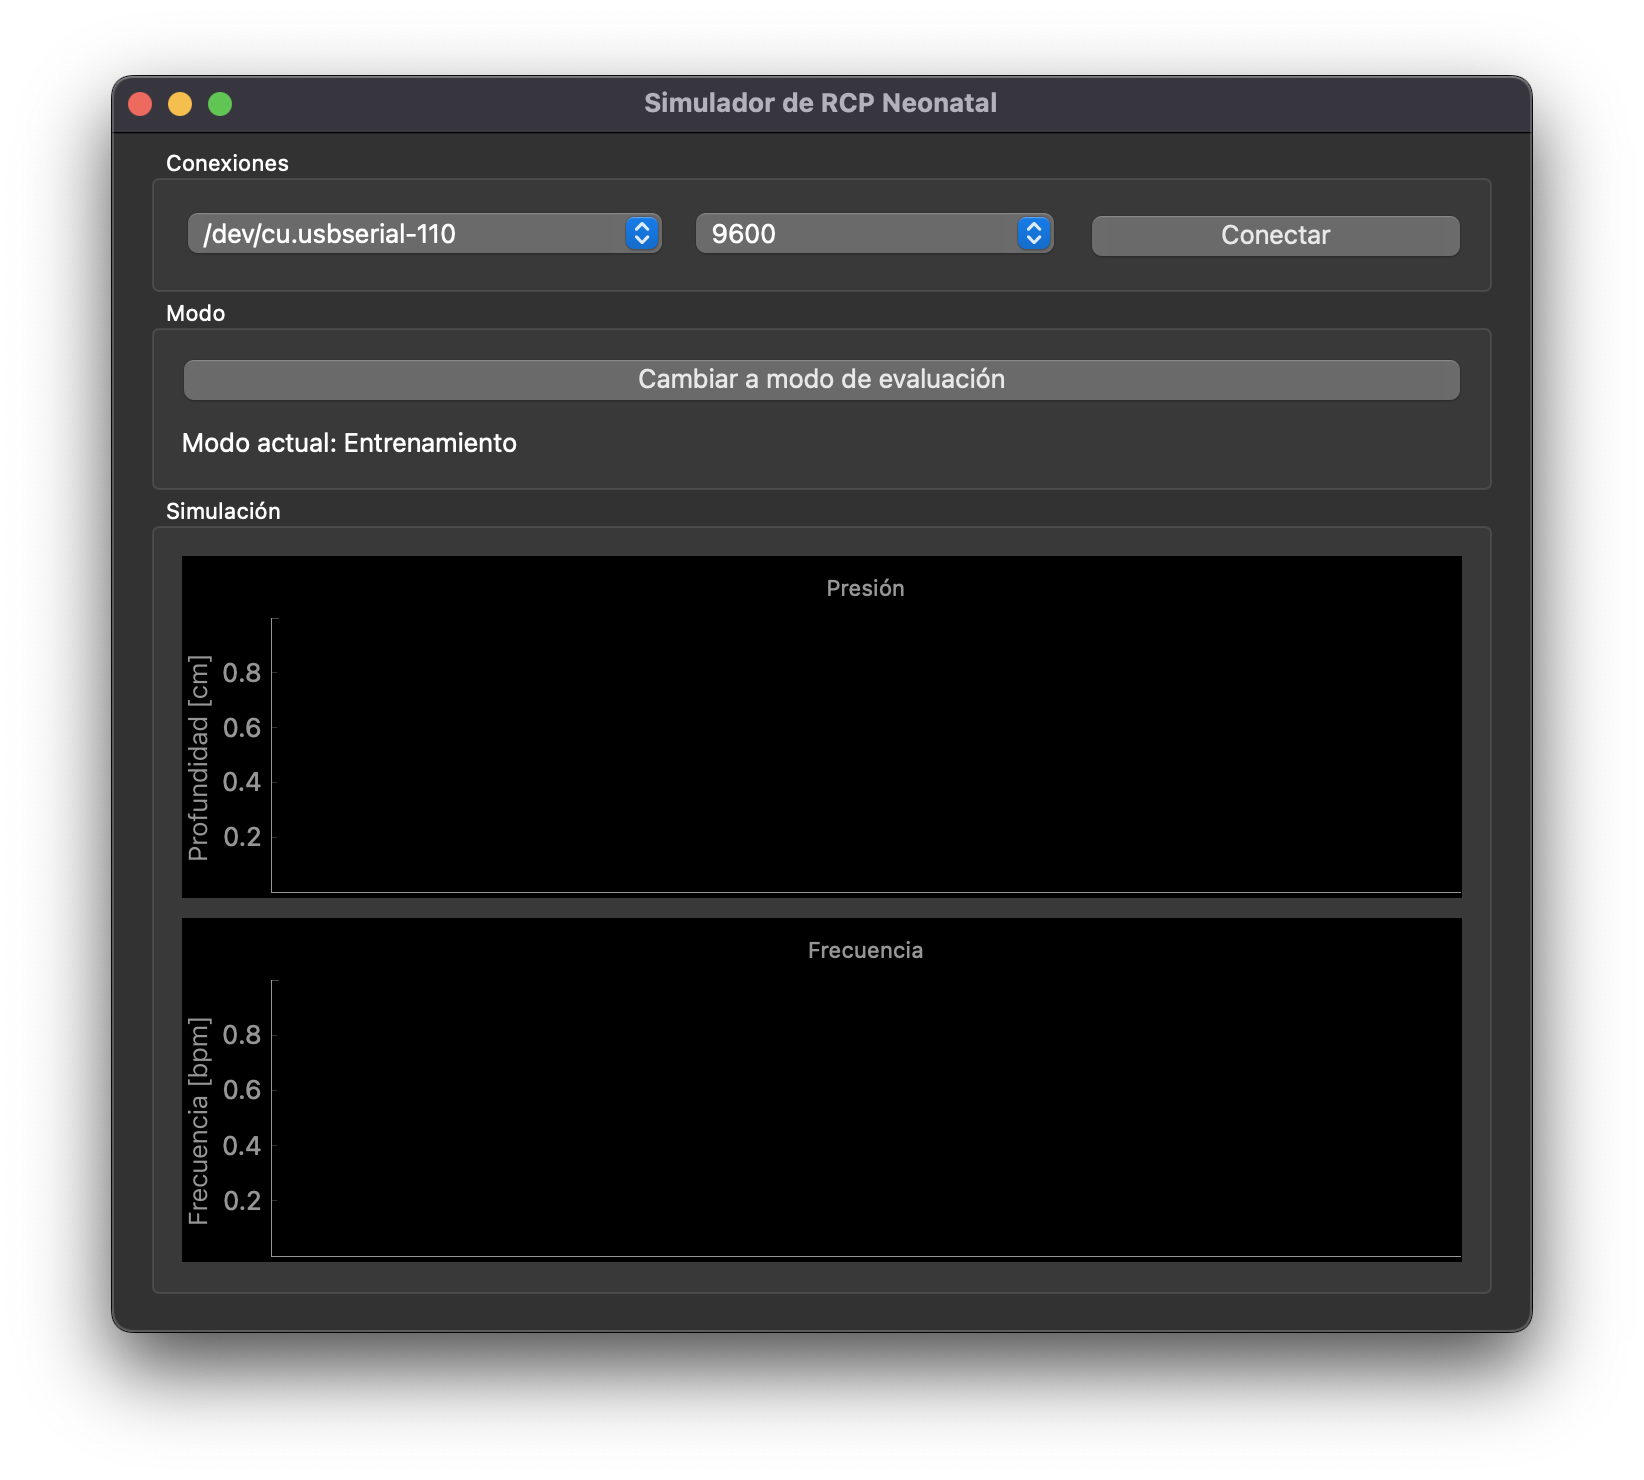 Simulador de RCP Neonatal
Conexiones
/dev/cu.usbserial-110
9600
Conectar
Modo
Cambiar a modo de evaluación
Modo actual: Entrenamiento
Simulación
Presión
Profundidad [cm]
0.8
0.6
0.4
0.2
Frecuencia
Frecuencia [bpm]
0.8
0.6
0.4
0.2